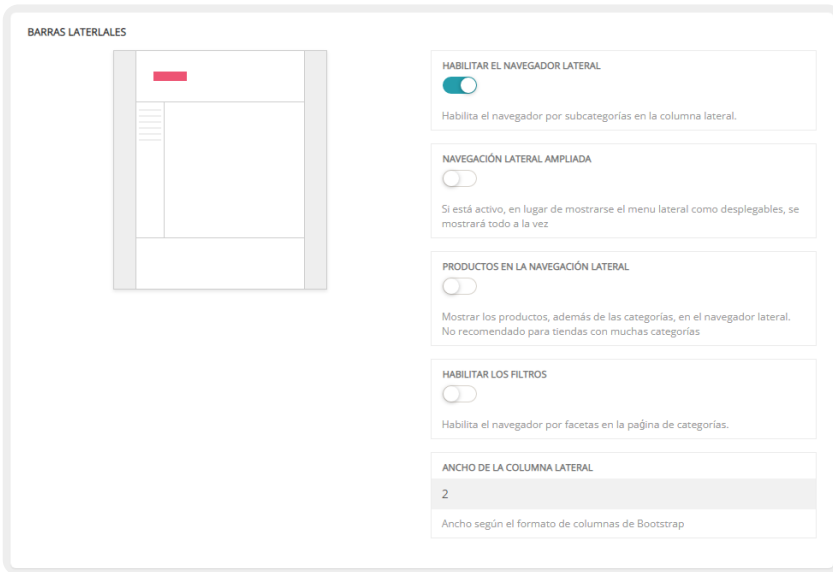 BARRAS LATERLALES
HABILITAR EL NAVEGADOR LATERAL
Habilita el navegador por subcategorías en la columna lateral.
NAVEGACIÓN LATERAL AMPLIADA
Si está activo, en lugar de mostrarse el menu lateral como desplegables, se
mostrará todo a la vez
PRODUCTOS EN LA NAVEGACIÓN LATERAL
Mostrar los productos, además de las categorías, en el navegador lateral.
No recomendado para tiendas con muchas categorías
HABILITAR LOS FILTROS
Habilita el navegador por facetas en la paǵina de categorías.
ANCHO DE LA COLUMNA LATERAL
2
Ancho según el formato de columnas de Bootstrap